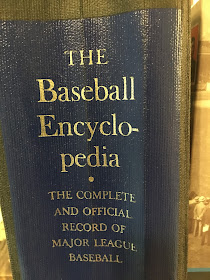 THE
Baseball
Encyclo-
pedia
•
THE COMPLETE
AND OFFICIAL
RECORD OF
MAJOR LEAGUE
BASEBALL